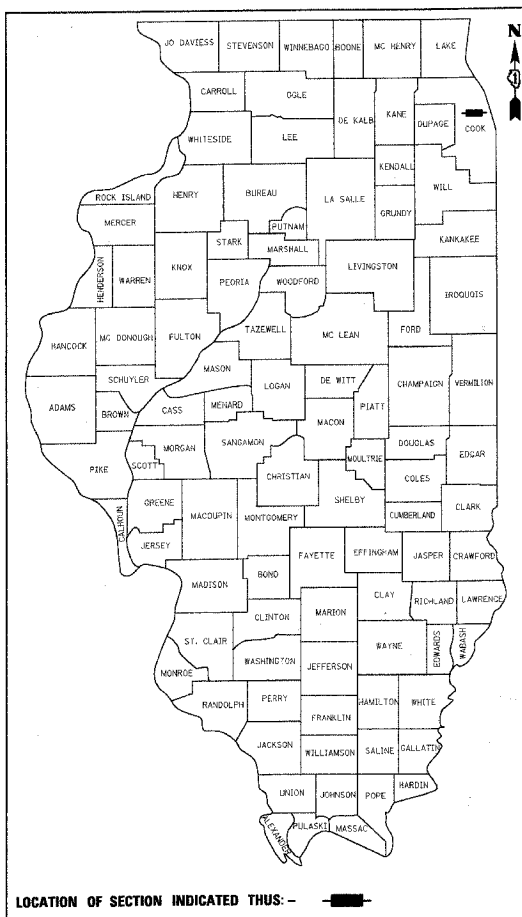 N
JO DAVIESS STEVENSON WINNEBAGO BOONE MC HENRY LAKE
CARROLL OGLE
DE KALB KANE DUPAGE COOK
WHITESIDE LEE
KENDALL WILL
ROCK ISLAND HENRY BUREAU LA SALLE GRUNDY
MERCER PUTNAM
STARK MARSHALL KANKAKEE
HENDERSON WARREN KNOX PEORIA WOODFORD LIVINGSTON
IROQUOIS
HANCOCK MC DONOUGH FULTON TAZEWELL MC LEAN FORD
MASON
SCHUYLER LOGAN DE WITT CHAMPAIGN VERMILION
ADAMS BROWN CASS MENARD MACON PIATT
MORGAN SANGAMON DOUGLAS EDGAR
PIKE SCOTT CHRISTIAN MOULTRIE COLES
SHELBY
CALHOUN GREENE MACOUPIN MONTGOMERY CUMBERLAND CLARK
JERSEY FAYETTE EFFINGHAM JASPER CRAWFORD
MADISON BOND CLAY RICHLAND LAWRENCE
CLINTON MARION
ST. CLAIR WAYNE EDWARDS WABASH
WASHINGTON JEFFERSON
MONROE
RANDOLPH PERRY HAMILTON WHITE
FRANKLIN
JACKSON WILLIAMSON SALINE GALLATIN
UNION JOHNSON POPE HARDIN
ALEXANDER PULASKI MASSAC
LOCATION OF SECTION INDICATED THUS: -